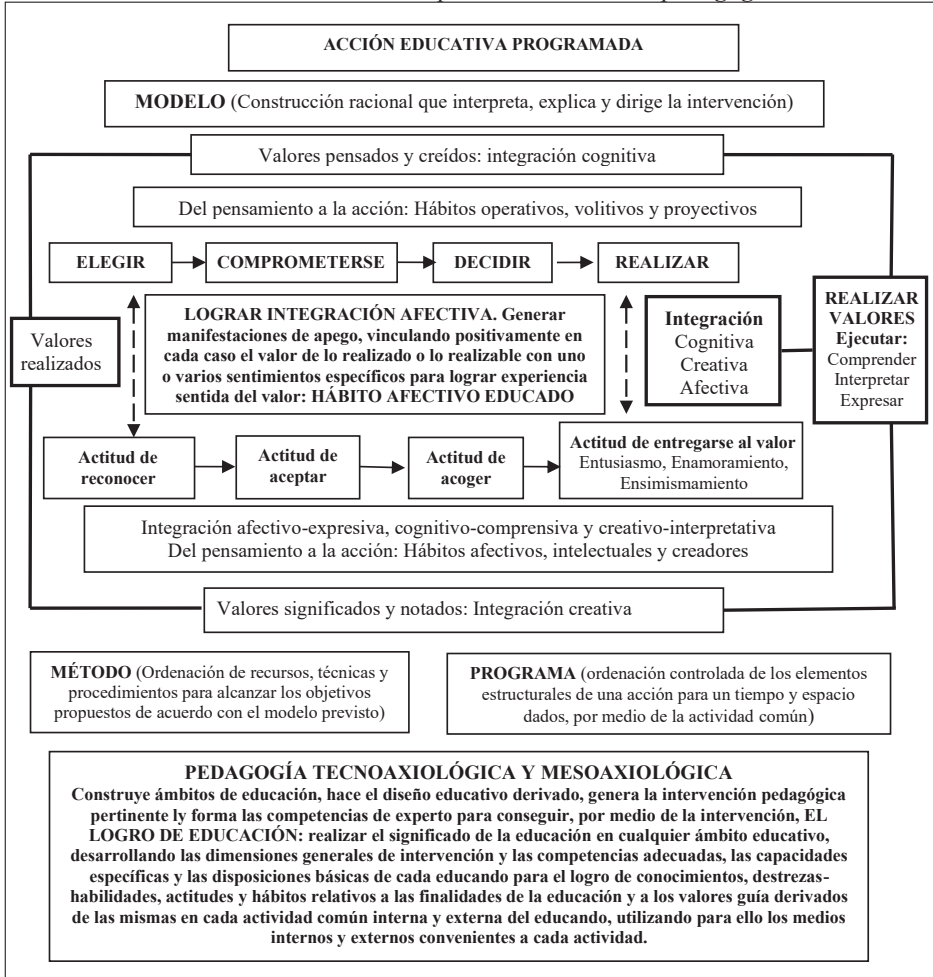 ACCIÓN EDUCATIVA PROGRAMADA
MODELO (Construcción racional que interpreta, explica y dirige la intervención)
Valores pensados y creídos: integración cognitiva
Del pensamiento a la acción: Hábitos operativos, volitivos y proyectivos
ELEGIR
COMPROMETERSE
DECIDIR
REALIZAR
Valores
realizados
LOGRAR INTEGRACIÓN AFECTIVA. Generar
manifestaciones de apego, vinculando positivamente en
cada caso el valor de lo realizado o lo realizable con uno
o varios sentimientos específicos para lograr experiencia
sentida del valor: HÁBITO AFECTIVO EDUCADO
Integración
Cognitiva
Creativa
Afectiva
REALIZAR
VALORES
Ejecutar:
Comprender
Interpretar
Expresar
Actitud de
reconocer
Actitud de
aceptar
Actitud de
acoger
Actitud de entregarse al valor
Entusiasmo, Enamoramiento,
Ensimismamiento
Integración afectivo-expresiva, cognitivo-comprensiva y creativo-interpretativa
Del pensamiento a la acción: Hábitos afectivos, intelectuales y creadores
Valores significados y notados: Integración creativa
MÉTODO (Ordenación de recursos, técnicas y
procedimientos para alcanzar los objetivos
propuestos de acuerdo con el modelo previsto)
PROGRAMA (ordenación controlada de los elementos
estructurales de una acción para un tiempo y espacio
dados, por medio de la actividad común)
PEDAGOGÍA TECNOAXIOLÓGICA Y MESOAXIOLÓGICA
Construye ámbitos de educación, hace el diseño educativo derivado, genera la intervención pedagógica
pertinente ly forma las competencias de experto para conseguir, por medio de la intervención, EL
LOGRO DE EDUCACIÓN: realizar el significado de la educación en cualquier ámbito educativo,
desarrollando las dimensiones generales de intervención y las competencias adecuadas, las capacidades
específicas y las disposiciones básicas de cada educando para el logro de conocimientos, destrezas-
habilidades, actitudes y hábitos relativos a las finalidades de la educación y a los valores guía derivados
de las mismas en cada actividad común interna y externa del educando, utilizando para ello los medios
internos y externos convenientes a cada actividad.